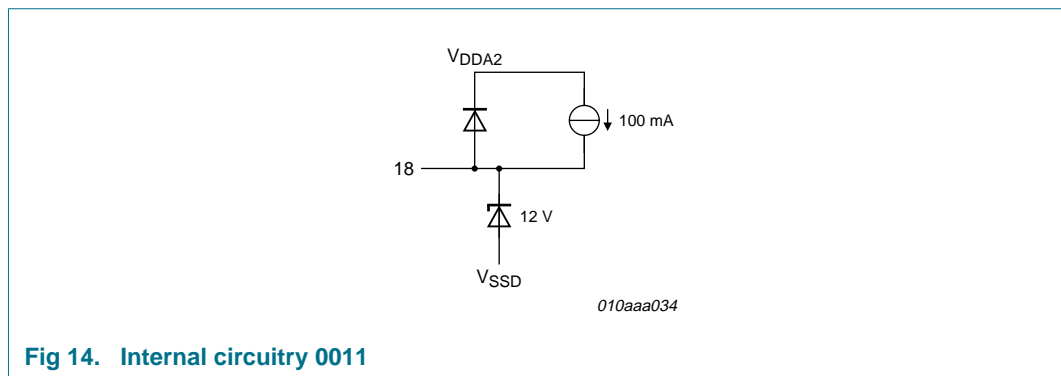 VDDA2
100 mA
18
12 V
VSSD
010aaa034
Fig 14. Internal circuitry 0011